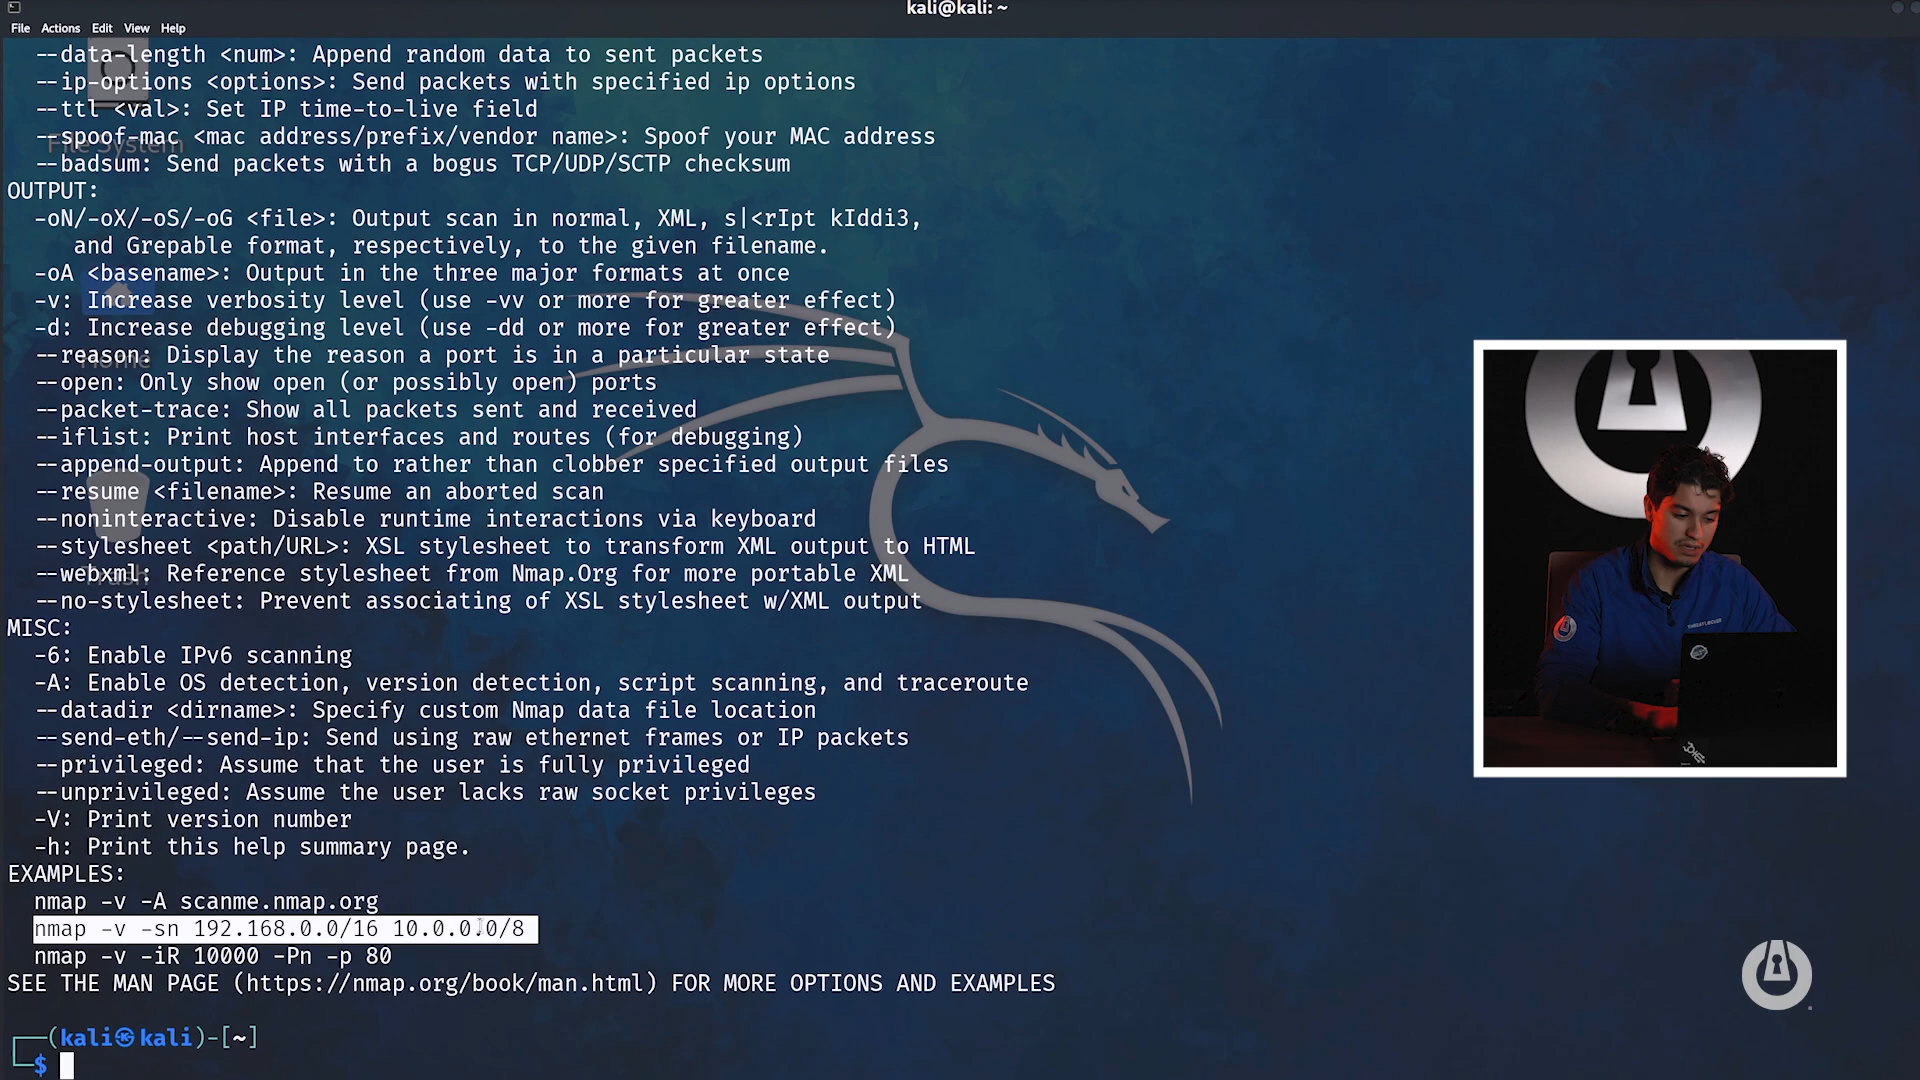 kali@kali: ~
File Actions Edit View Help
--data-length <num>: Append random data to sent packets
--ip-options <options>: Send packets with specified ip options
--ttl <val>: Set IP time-to-live field
--spoof-mac <mac address/prefix/vendor name>: Spoof your MAC address
File System
--badsum: Send packets with a bogus TCP/UDP/SCTP checksum
OUTPUT:
-oN/-oX/-oS/-oG <file>: Output scan in normal, XML, s|<rIpt kIddi3,
and Grepable format, respectively, to the given filename.
-oA <basename>: Output in the three major formats at once
-v: Increase verbosity level (use -vv or more for greater effect)
-d: Increase debugging level (use -dd or more for greater effect)
--reason: Display the reason a port is in a particular state
Home
--open: Only show open (or possibly open) ports
--packet-trace: Show all packets sent and received
--iflist: Print host interfaces and routes (for debugging)
--append-output: Append to rather than clobber specified output files
--resume <filename>: Resume an aborted scan
--noninteractive: Disable runtime interactions via keyboard
--stylesheet <path/URL>: XSL stylesheet to transform XML output to HTML
--webxml: Reference stylesheet from Nmap.Org for more portable XML
Trash
--no-stylesheet: Prevent associating of XSL stylesheet w/XML output
MISC:
-6: Enable IPv6 scanning
-A: Enable OS detection, version detection, script scanning, and traceroute
--datadir <dirname>: Specify custom Nmap data file location
--send-eth/--send-ip: Send using raw ethernet frames or IP packets
--privileged: Assume that the user is fully privileged
--unprivileged: Assume the user lacks raw socket privileges
-V: Print version number
-h: Print this help summary page.
EXAMPLES:
nmap -v -A scanme.nmap.org
nmap -v -sn 192.168.0.0/16 10.0.0.0/8
nmap -v -iR 10000 -Pn -p 80
SEE THE MAN PAGE (https://nmap.org/book/man.html) FOR MORE OPTIONS AND EXAMPLES
(kali㉿kali)-[~]
$
THREATLOCKER